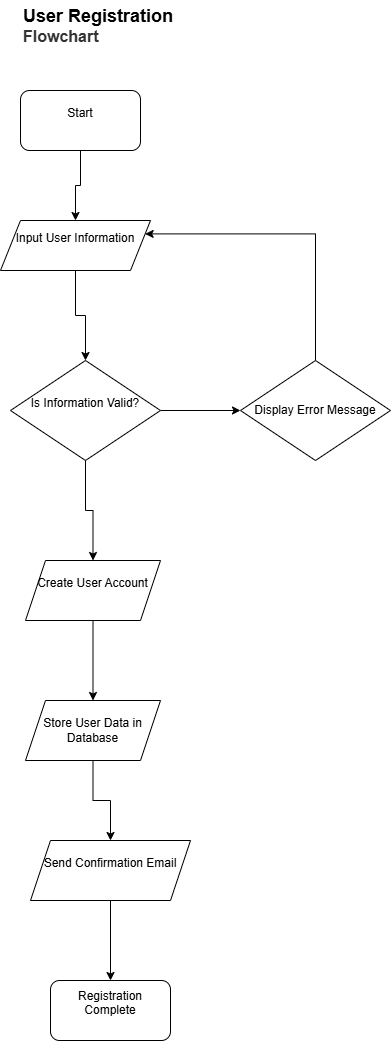 User Registration
Flowchart
Start
Input User Information
Is Information Valid?
Display Error Message
Create User Account
Store User Data in
Database
Send Confirmation Email
Registration
Complete